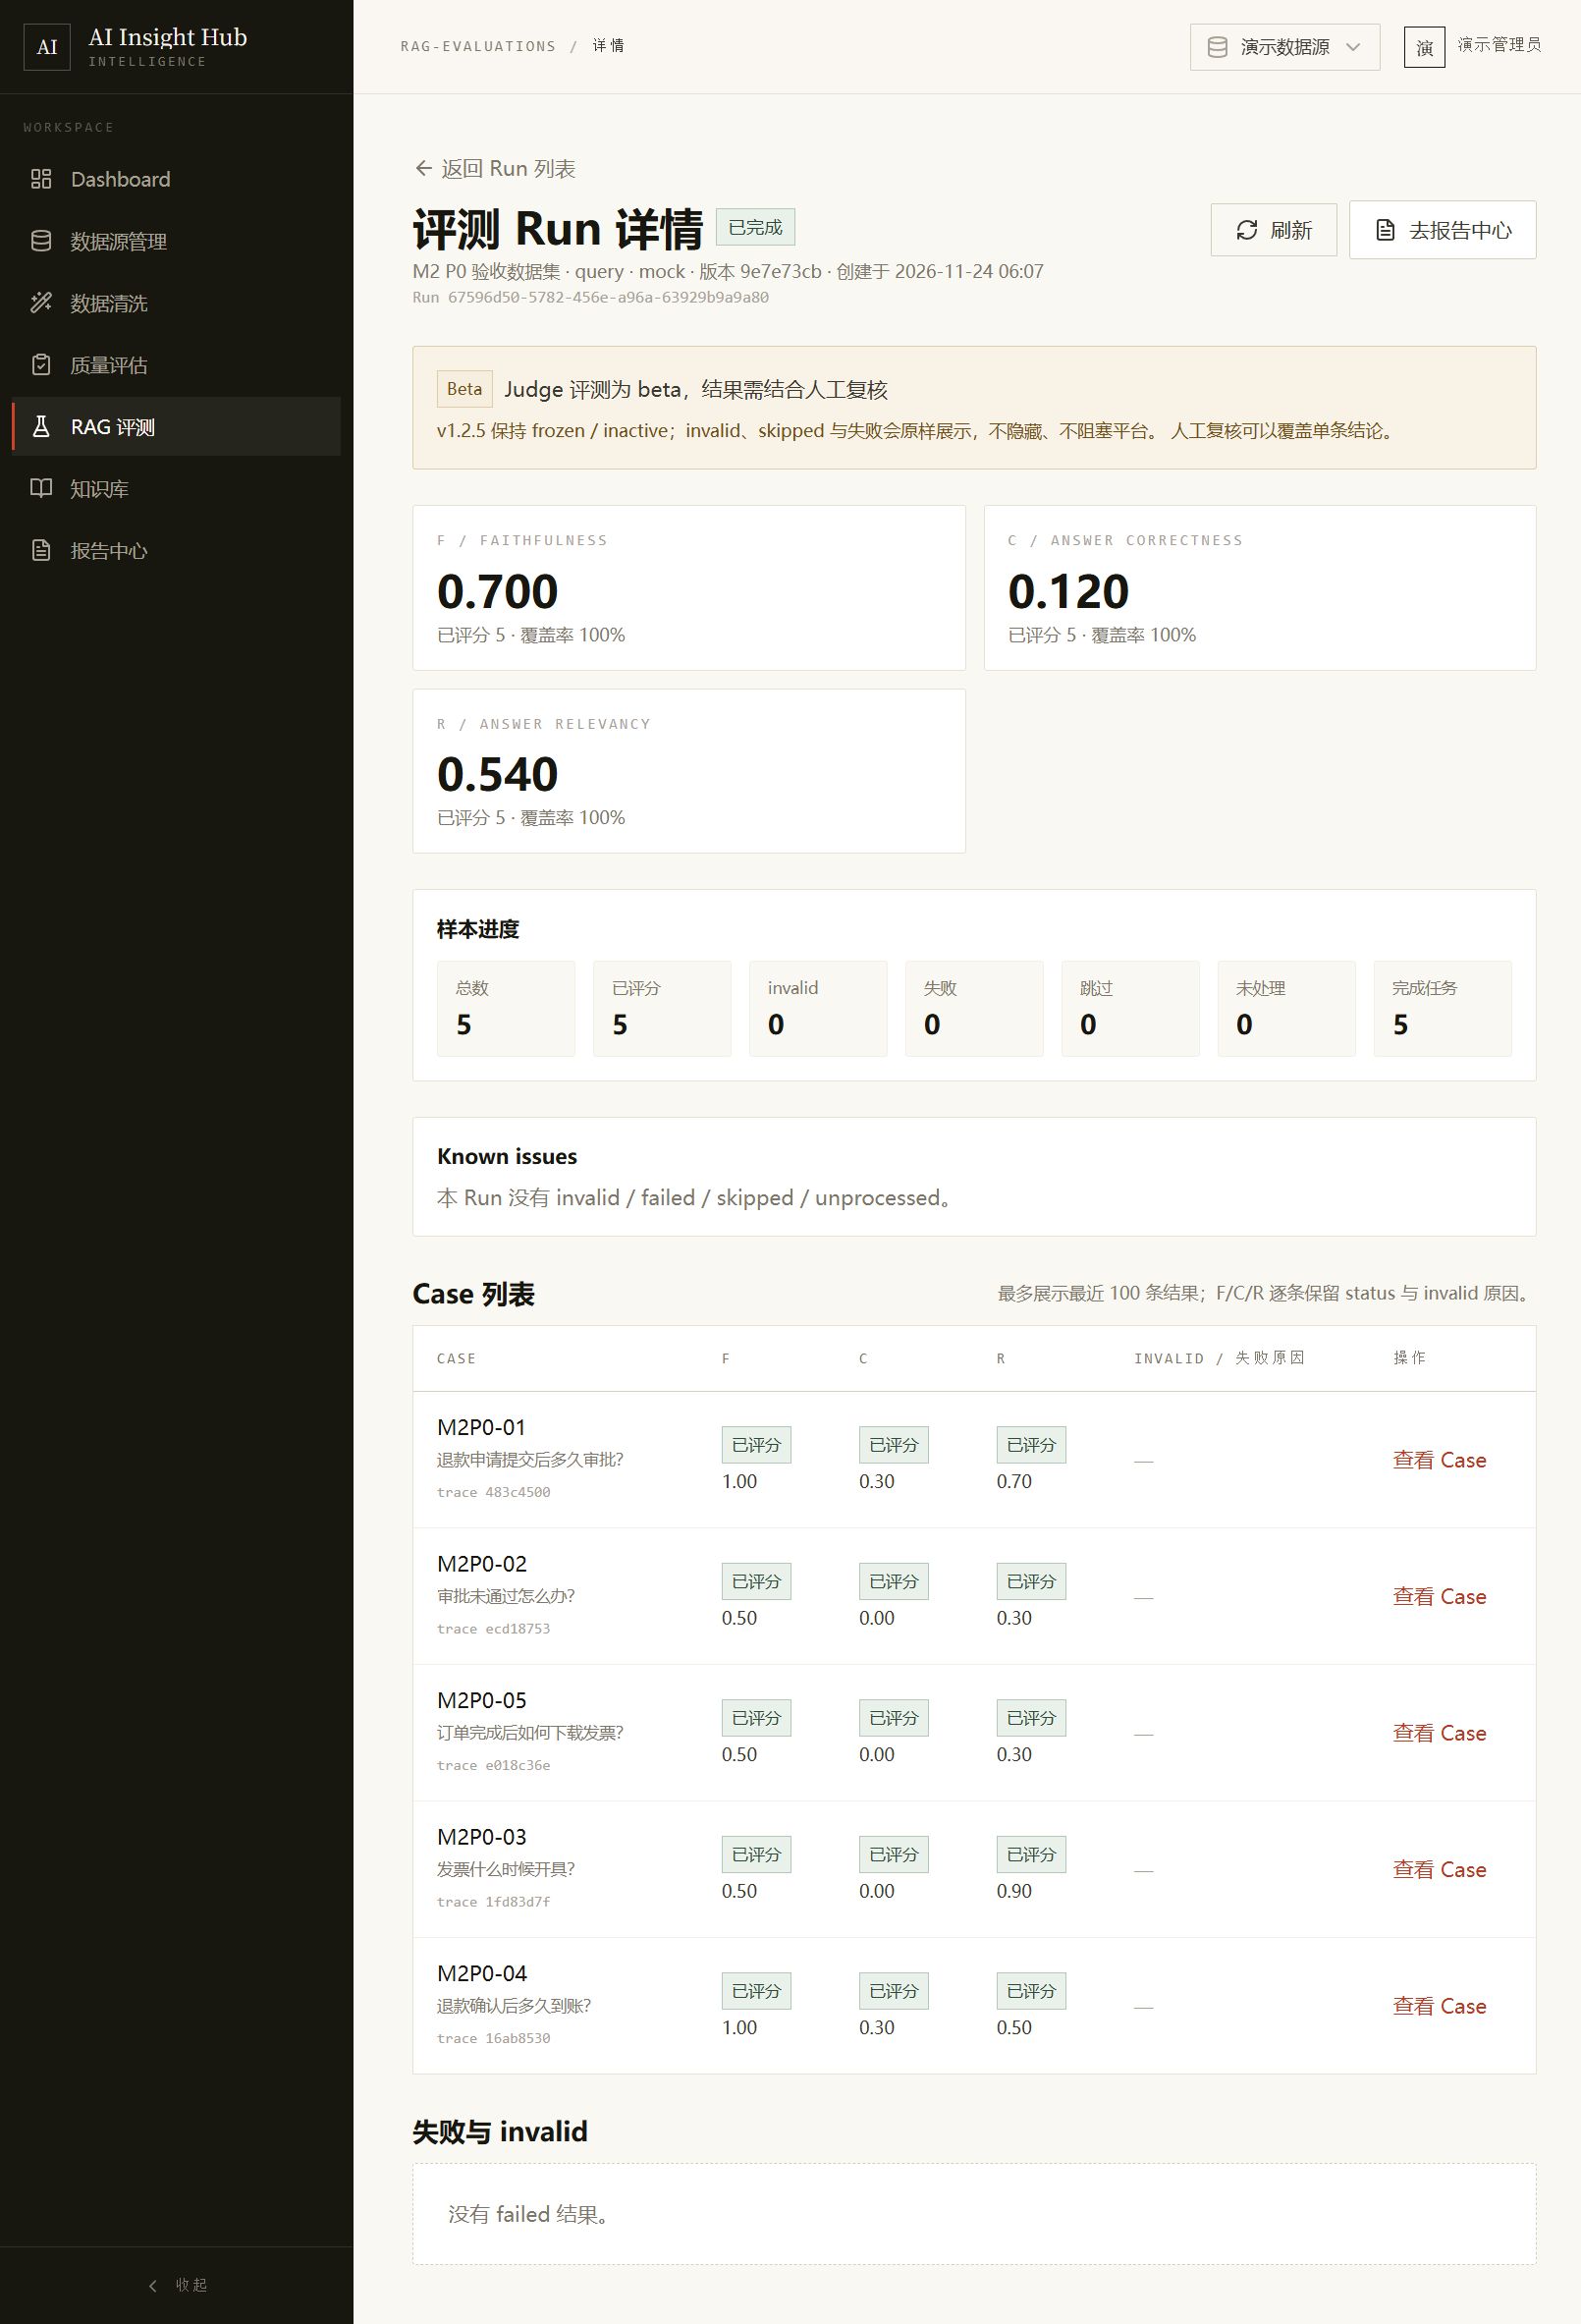 AI
AI Insight Hub
INTELLIGENCE
WORKSPACE
Dashboard
数据源管理
数据清洗
质量评估
RAG 评测
知识库
报告中心
收起
RAG-EVALUATIONS / 详情
演示数据源
演
演示管理员
返回 Run 列表
评测 Run 详情
已完成
刷新
去报告中心
M2 P0 验收数据集 · query · mock · 版本 9e7e73cb · 创建于 2026-11-24 06:07
Run 67596d50-5782-456e-a96a-63929b9a9a80
Beta
Judge 评测为 beta，结果需结合人工复核
v1.2.5 保持 frozen / inactive；invalid、skipped 与失败会原样展示，不隐藏、不阻塞平台。 人工复核可以覆盖单条结论。
F / FAITHFULNESS
0.700
已评分 5 · 覆盖率 100%
C / ANSWER CORRECTNESS
0.120
已评分 5 · 覆盖率 100%
R / ANSWER RELEVANCY
0.540
已评分 5 · 覆盖率 100%
样本进度
总数
5
已评分
5
invalid
0
失败
0
跳过
0
未处理
0
完成任务
5
Known issues
本 Run 没有 invalid / failed / skipped / unprocessed。
Case 列表
最多展示最近 100 条结果；F/C/R 逐条保留 status 与 invalid 原因。
CASE F C R INVALID / 失败原因 操作
M2P0-01
退款申请提交后多久审批?
trace 483c4500
已评分 已评分 已评分
1.00 0.30 0.70
—
查看 Case
M2P0-02
审批未通过怎么办?
trace ecd18753
已评分 已评分 已评分
0.50 0.00 0.30
—
查看 Case
M2P0-05
订单完成后如何下载发票?
trace e018c36e
已评分 已评分 已评分
0.50 0.00 0.30
—
查看 Case
M2P0-03
发票什么时候开具?
trace 1fd83d7f
已评分 已评分 已评分
0.50 0.00 0.90
—
查看 Case
M2P0-04
退款确认后多久到账?
trace 16ab8530
已评分 已评分 已评分
1.00 0.30 0.50
—
查看 Case
失败与 invalid
没有 failed 结果。